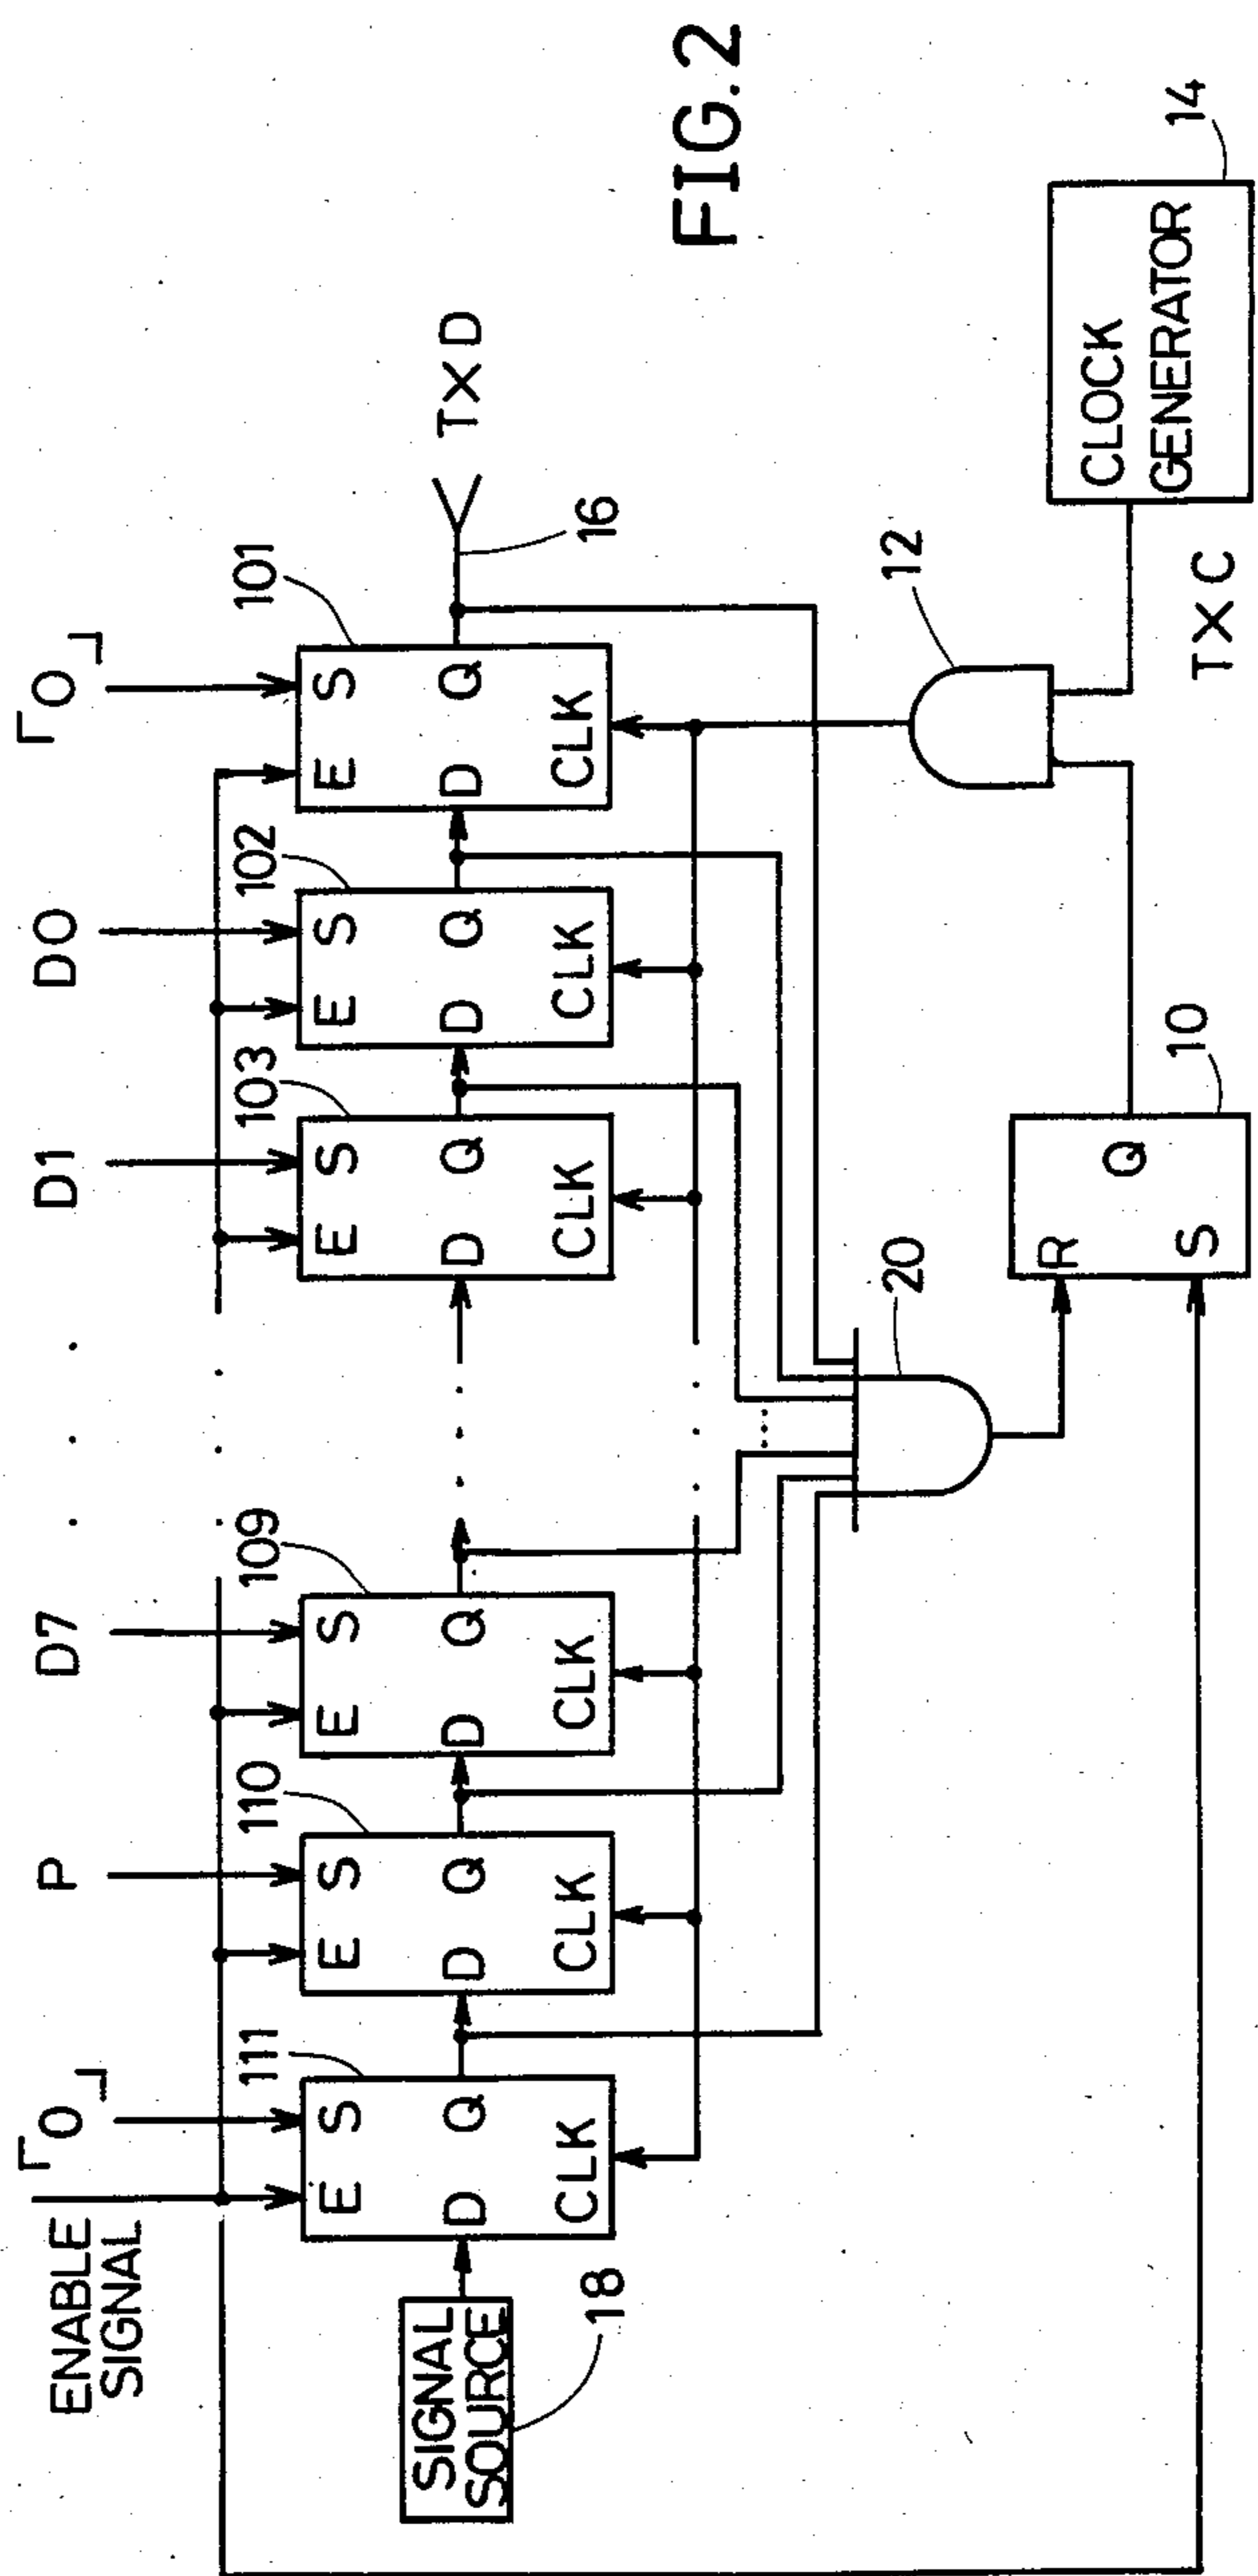 ENABLE
SIGNAL
「0」
P
D7
D1
D0
「0」
111
110
109
103
102
101
E S
D Q
CLK
E S
D Q
CLK
E S
D Q
CLK
E S
D Q
CLK
E S
D Q
CLK
E S
D Q
CLK
SIGNAL
SOURCE
18
16
TXD
FIG.2
20
12
R
Q
S
10
TXC
CLOCK
GENERATOR
14